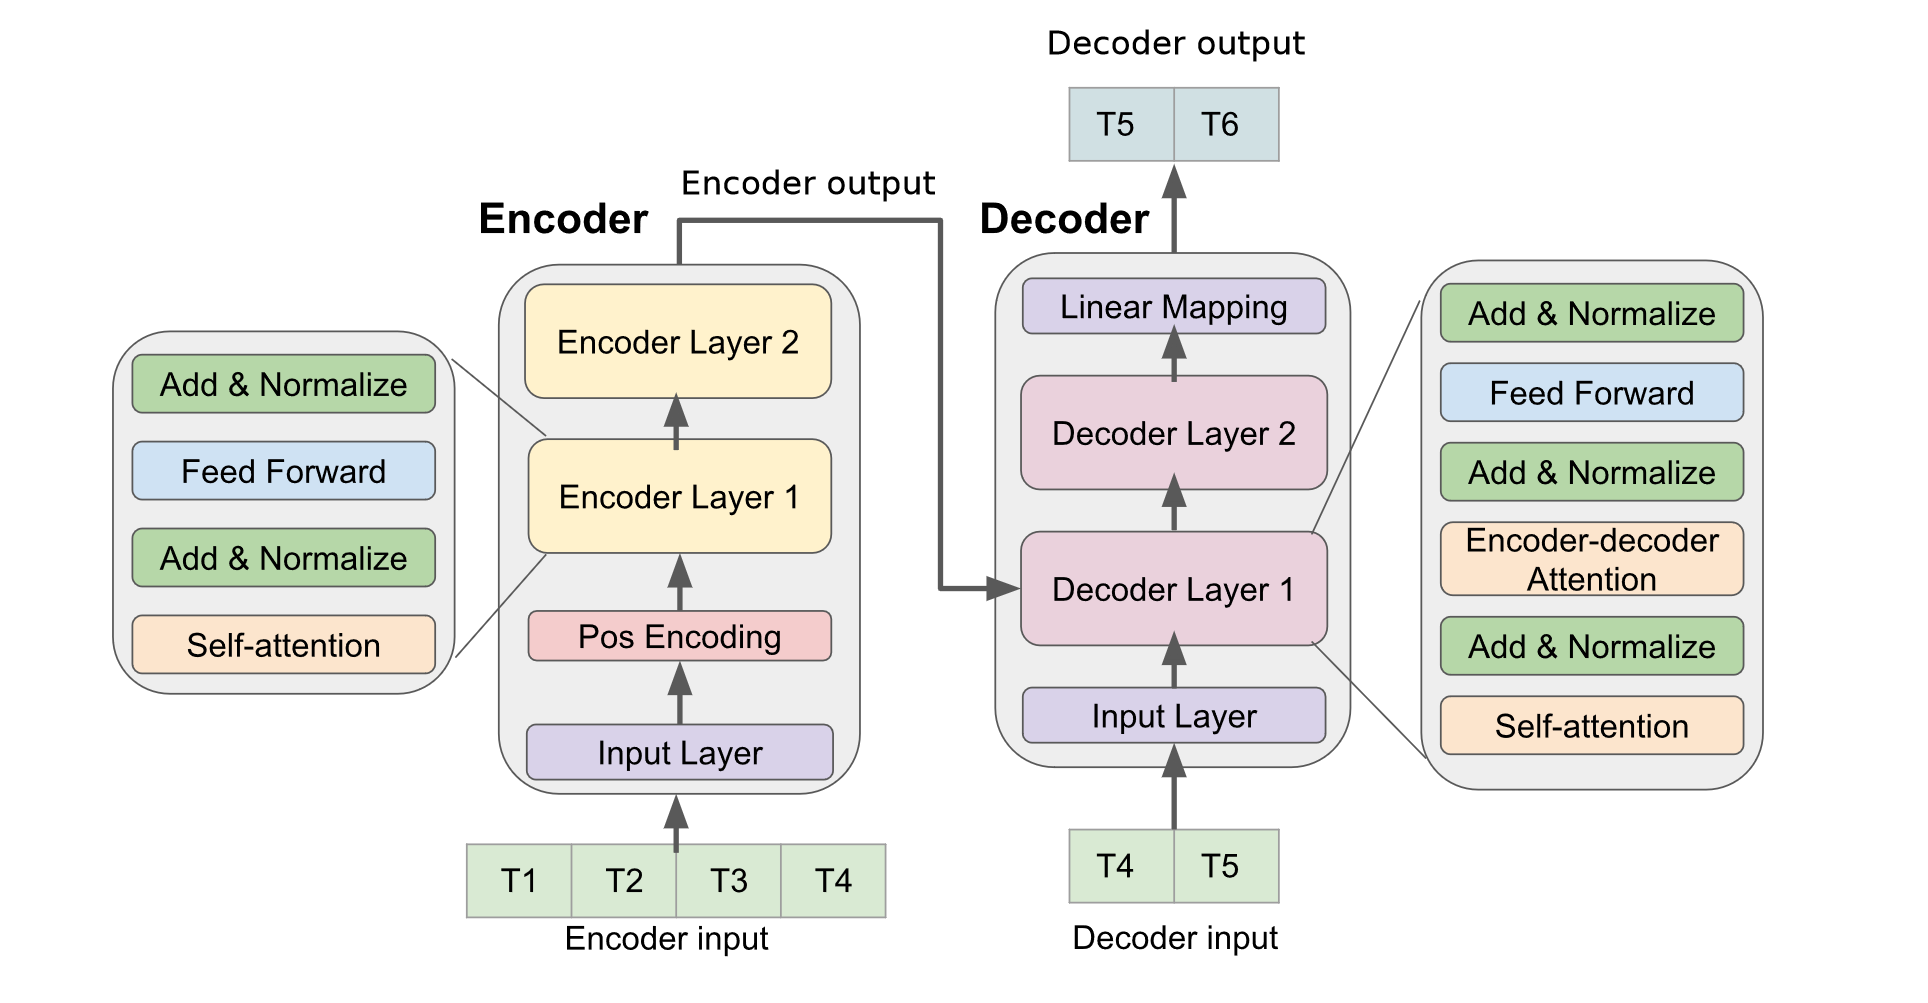 Decoder output
T5 T6
Encoder output
Encoder
Decoder
Add & Normalize
Feed Forward
Add & Normalize
Self-attention
Encoder Layer 2
Encoder Layer 1
Pos Encoding
Input Layer
T1 T2 T3 T4
Encoder input
Linear Mapping
Decoder Layer 2
Decoder Layer 1
Input Layer
T4 T5
Decoder input
Add & Normalize
Feed Forward
Add & Normalize
Encoder-decoder
Attention
Add & Normalize
Self-attention